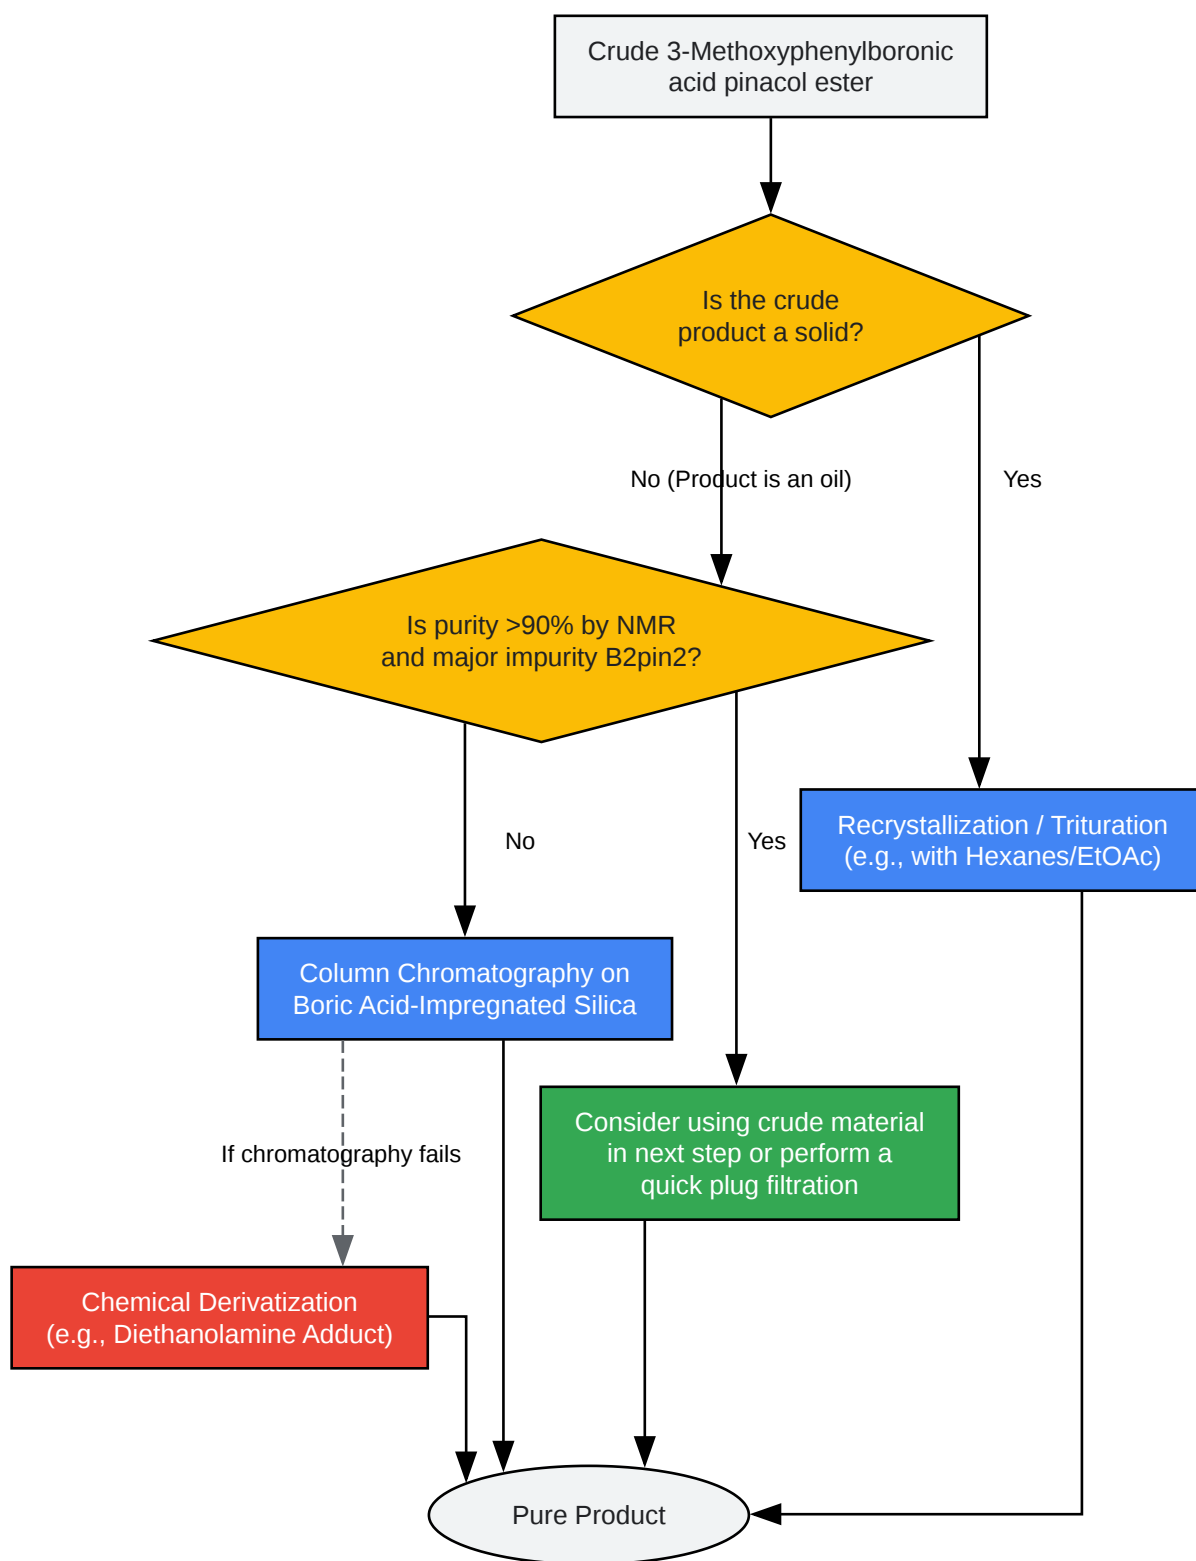 Crude 3-Methoxyphenylboronic
acid pinacol ester
Is the crude
product a solid?
No (Product is an oil)
Yes
Is purity >90% by NMR
and major impurity B2pin2?
No
Yes
Recrystallization / Trituration
(e.g., with Hexanes/EtOAc)
Column Chromatography on
Boric Acid-Impregnated Silica
Consider using crude material
in next step or perform a
quick plug filtration
If chromatography fails
Chemical Derivatization
(e.g., Diethanolamine Adduct)
Pure Product